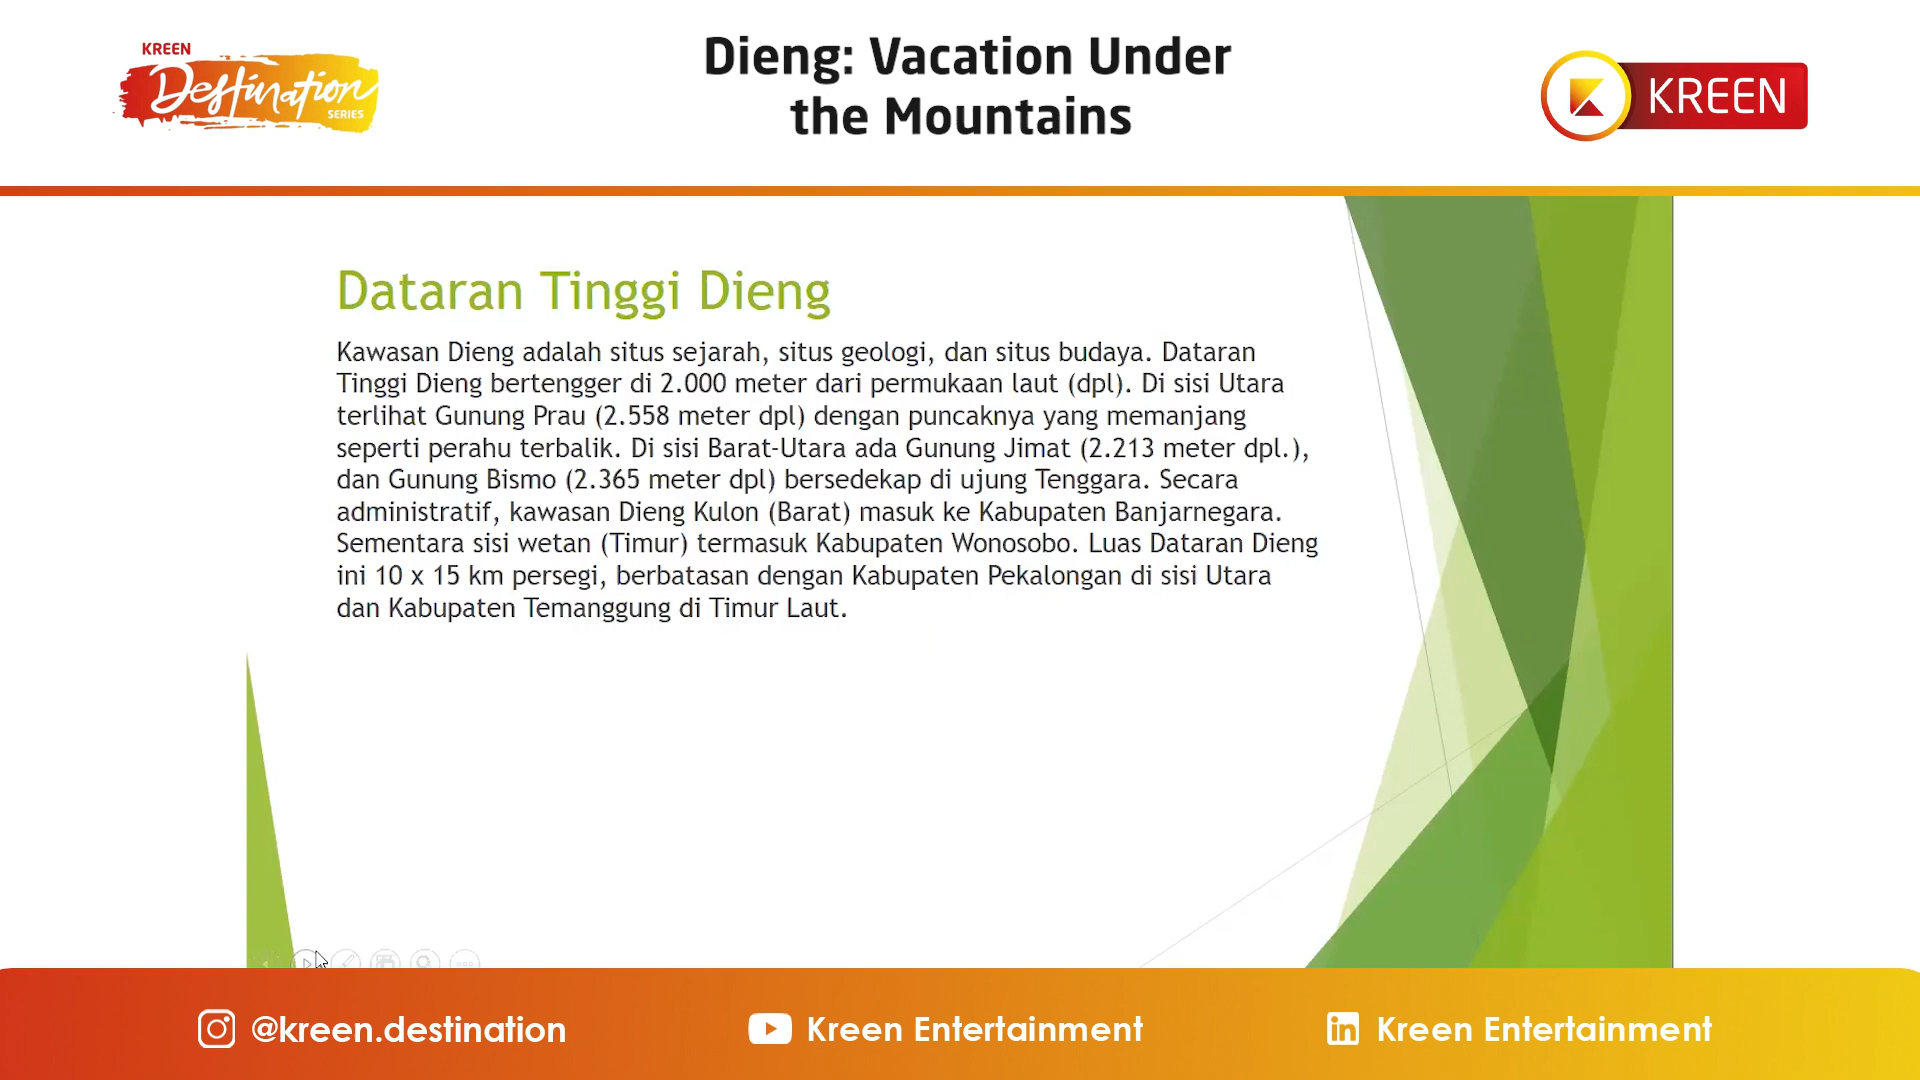 KREEN
Destination
SERIES
Dieng: Vacation Under
the Mountains
KREEN
Dataran Tinggi Dieng
Kawasan Dieng adalah situs sejarah, situs geologi, dan situs budaya. Dataran
Tinggi Dieng bertengger di 2.000 meter dari permukaan laut (dpl). Di sisi Utara
terlihat Gunung Prau (2.558 meter dpl) dengan puncaknya yang memanjang
seperti perahu terbalik. Di sisi Barat-Utara ada Gunung Jimat (2.213 meter dpl.),
dan Gunung Bismo (2.365 meter dpl) bersedekap di ujung Tenggara. Secara
administratif, kawasan Dieng Kulon (Barat) masuk ke Kabupaten Banjarnegara.
Sementara sisi wetan (Timur) termasuk Kabupaten Wonosobo. Luas Dataran Dieng
ini 10 x 15 km persegi, berbatasan dengan Kabupaten Pekalongan di sisi Utara
dan Kabupaten Temanggung di Timur Laut.
@kreen.destination
Kreen Entertainment
Kreen Entertainment